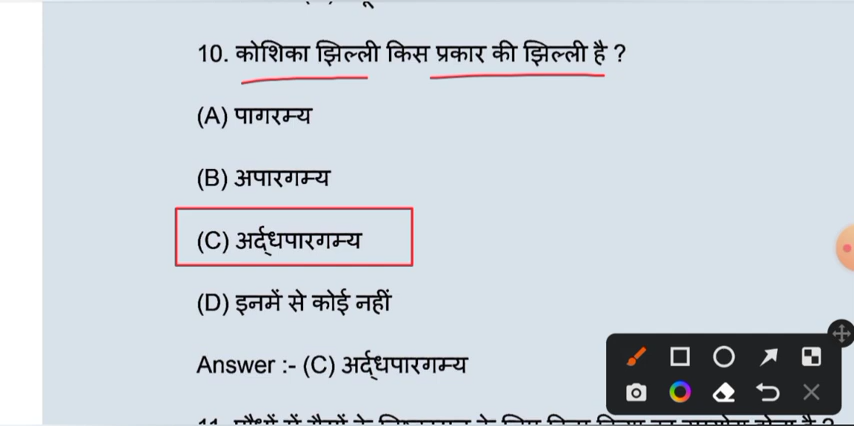 10. कोशिका झिल्ली किस प्रकार की झिल्ली है ?
(A) पागरम्य
(B) अपारगम्य
(C) अर्द्धपारगम्य
(D) इनमें से कोई नहीं
Answer :- (C) अर्द्धपारगम्य